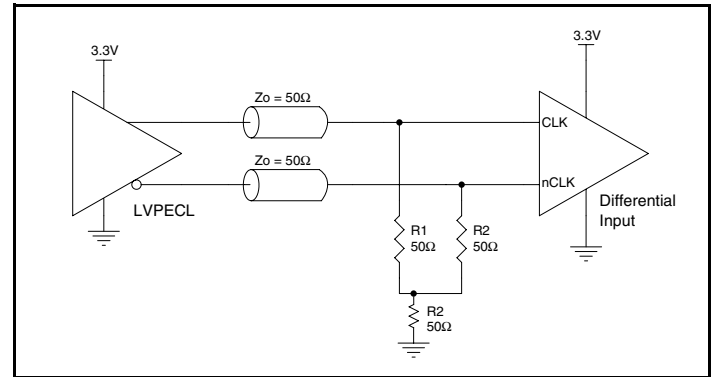 3.3V
3.3V
Zo = 50Ω
CLK
Zo = 50Ω
nCLK
LVPECL
Differential
Input
R1
50Ω
R2
50Ω
R2
50Ω